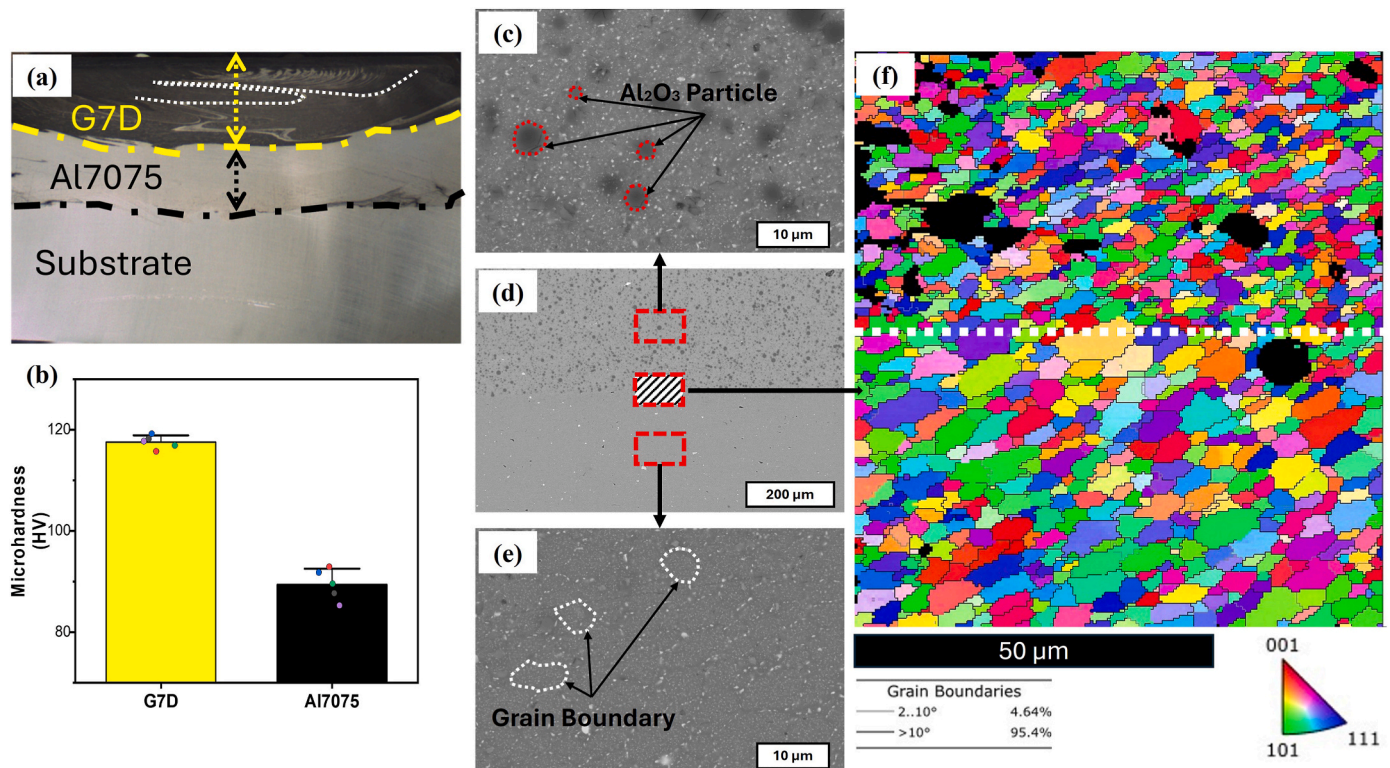 (a)
G7D
Al7075
Substrate
(b)
Microhardness
(HV)
120
100
80
G7D
Al7075
(c)
Al₂O₃ Particle
10 µm
(d)
200 µm
(e)
Grain Boundary
10 µm
(f)
50 µm
Grain Boundaries
2..10° 4.64%
>10° 95.4%
001
101
111